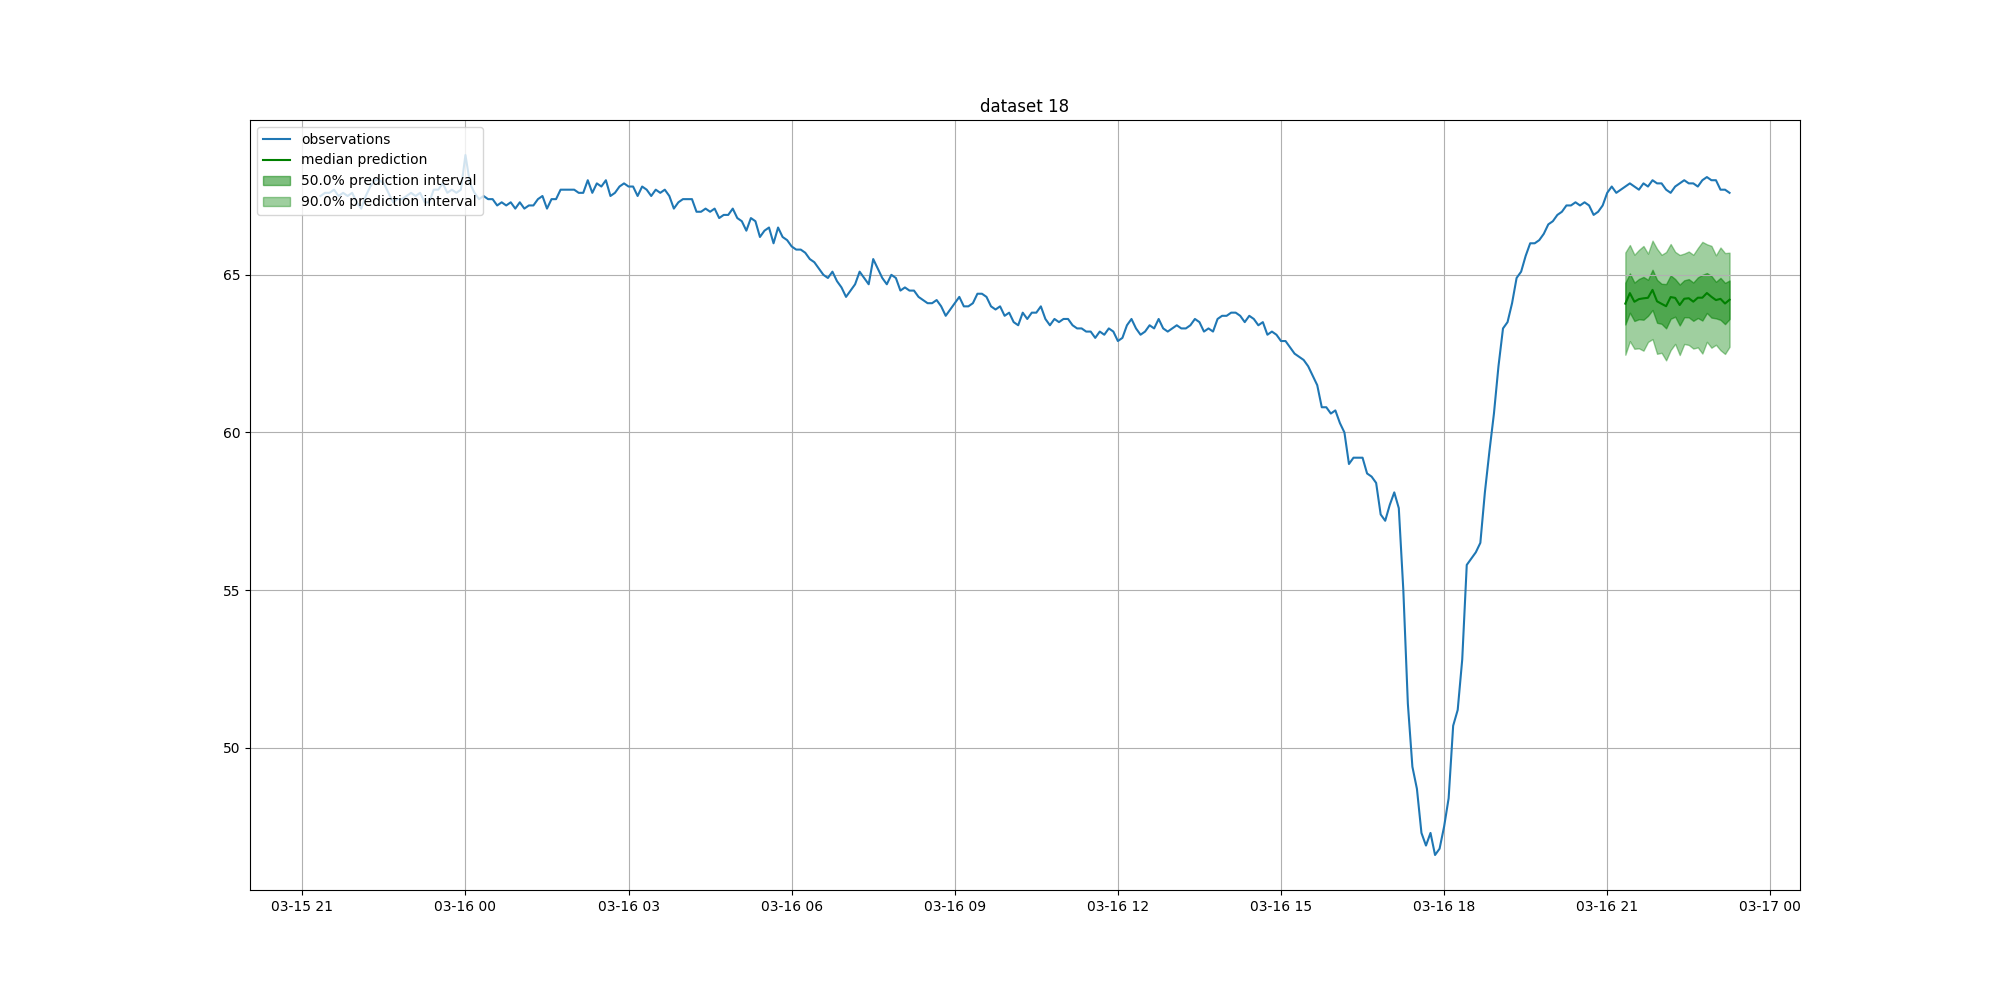 dataset 18
observations
median prediction
50.0% prediction interval
90.0% prediction interval
65
60
55
50
03-15 21
03-16 00
03-16 03
03-16 06
03-16 09
03-16 12
03-16 15
03-16 18
03-16 21
03-17 00